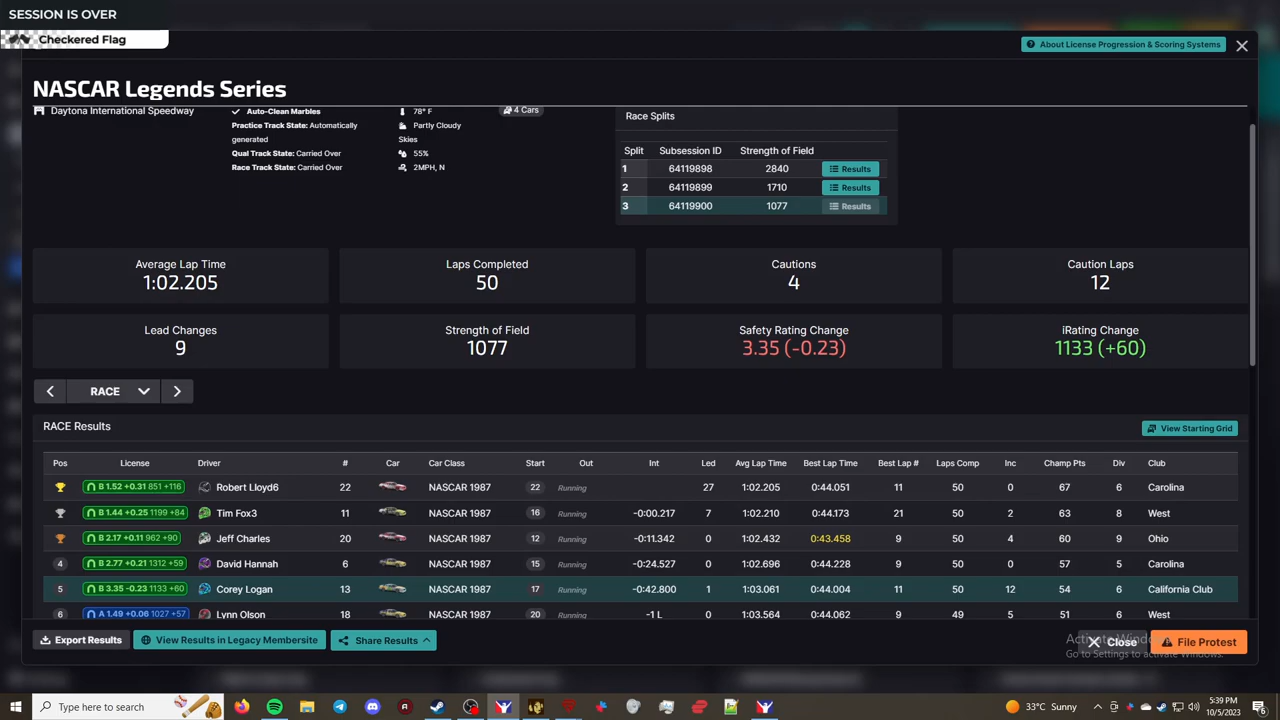 SESSION IS OVER
Checkered Flag
About License Progression & Scoring Systems
NASCAR Legends Series
Daytona International Speedway
Auto-Clean Marbles
Practice Track State: Automatically
generated
Qual Track State: Carried Over
Race Track State: Carried Over
78° F
Partly Cloudy
Skies
55%
2MPH, N
4 Cars
Race Splits
Split Subsession ID Strength of Field
1 64119898 2840 Results
2 64119899 1710 Results
3 64119900 1077 Results
Average Lap Time Laps Completed Cautions Caution Laps
1:02.205 50 4 12
Lead Changes Strength of Field Safety Rating Change iRating Change
9 1077 3.35 (-0.23) 1133 (+60)
RACE
RACE Results View Starting Grid
Pos License Driver # Car Car Class Start Out Int Led Avg Lap Time Best Lap Time Best Lap # Laps Comp Inc Champ Pts Div Club
B 1.52 +0.31 851 +116 Robert Lloyd6 22 NASCAR 1987 22 Running 27 1:02.205 0:44.051 11 50 0 67 6 Carolina
B 1.44 +0.25 1199 +84 Tim Fox3 11 NASCAR 1987 16 Running -0:00.217 7 1:02.210 0:44.173 21 50 2 63 8 West
B 2.17 +0.11 962 +90 Jeff Charles 20 NASCAR 1987 12 Running -0:11.342 0 1:02.432 0:43.458 9 50 4 60 9 Ohio
4 B 2.77 +0.21 1312 +59 David Hannah 6 NASCAR 1987 15 Running -0:24.527 0 1:02.696 0:44.228 9 50 0 57 5 Carolina
5 B 3.35 -0.23 1133 +60 Corey Logan 13 NASCAR 1987 17 Running -0:42.800 1 1:03.061 0:44.004 11 50 12 54 6 California Club
6 A 1.49 +0.06 1027 +57 Lynn Olson 18 NASCAR 1987 20 Running -1 L 0 1:03.564 0:44.092 9 49 5 51 6 West
Export Results View Results in Legacy Membersite Share Results Close File Protest
Go to Settings to activate Windows.
Type here to search
33°C Sunny
5:39 PM
10/5/2023